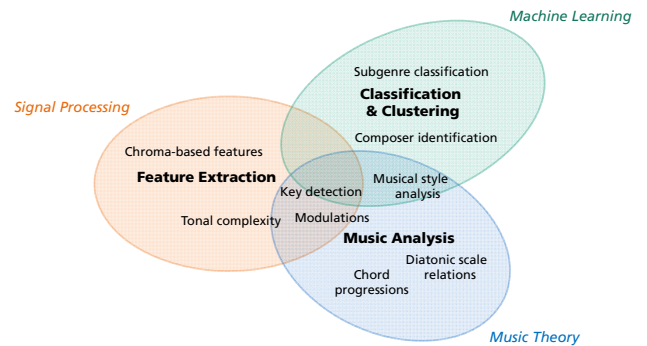 Machine Learning
Subgenre classification
Classification
& Clustering
Composer identification
Signal Processing
Chroma-based features
Feature Extraction
Key detection
Musical style
analysis
Tonal complexity
Modulations
Music Analysis
Diatonic scale
relations
Chord
progressions
Music Theory